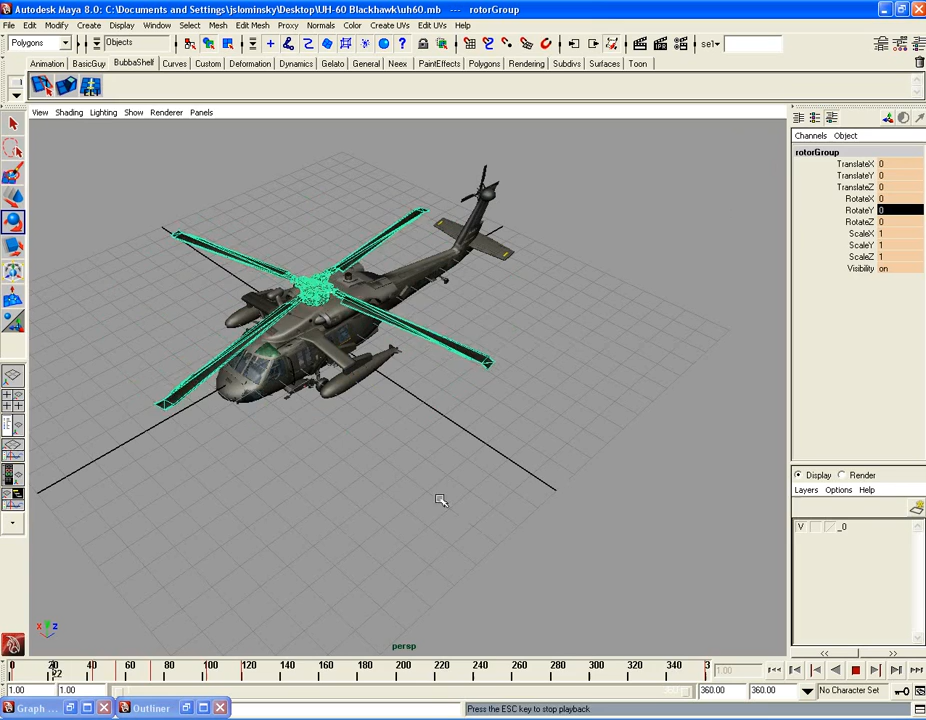 Autodesk Maya 8.0: C:\Documents and Settings\jslominsky\Desktop\UH-60 Blackhawk\uh60.mb --- rotorGroup
File Edit Modify Create Display Window Select Mesh Edit Mesh Proxy Normals Color Create UVs Edit UVs Help
Polygons Objects sel
Animation BasicGuy BubbaShelf Curves Custom Deformation Dynamics Gelato General Neex PaintEffects Polygons Rendering Subdivs Surfaces Toon
View Shading Lighting Show Renderer Panels
Channels Object
rotorGroup
TranslateX 0
TranslateY 0
TranslateZ 0
RotateX 0
RotateY 0
RotateZ 0
ScaleX 1
ScaleY 1
ScaleZ 1
Visibility on
Display Render
Layers Options Help
V _0
x y z
persp
0 20 40 60 80 100 120 140 160 180 200 220 240 260 280 300 320 340 3
22
1.00
1.00 1.00 360.00 360.00 No Character Set
Graph ... Outliner Press the ESC key to stop playback